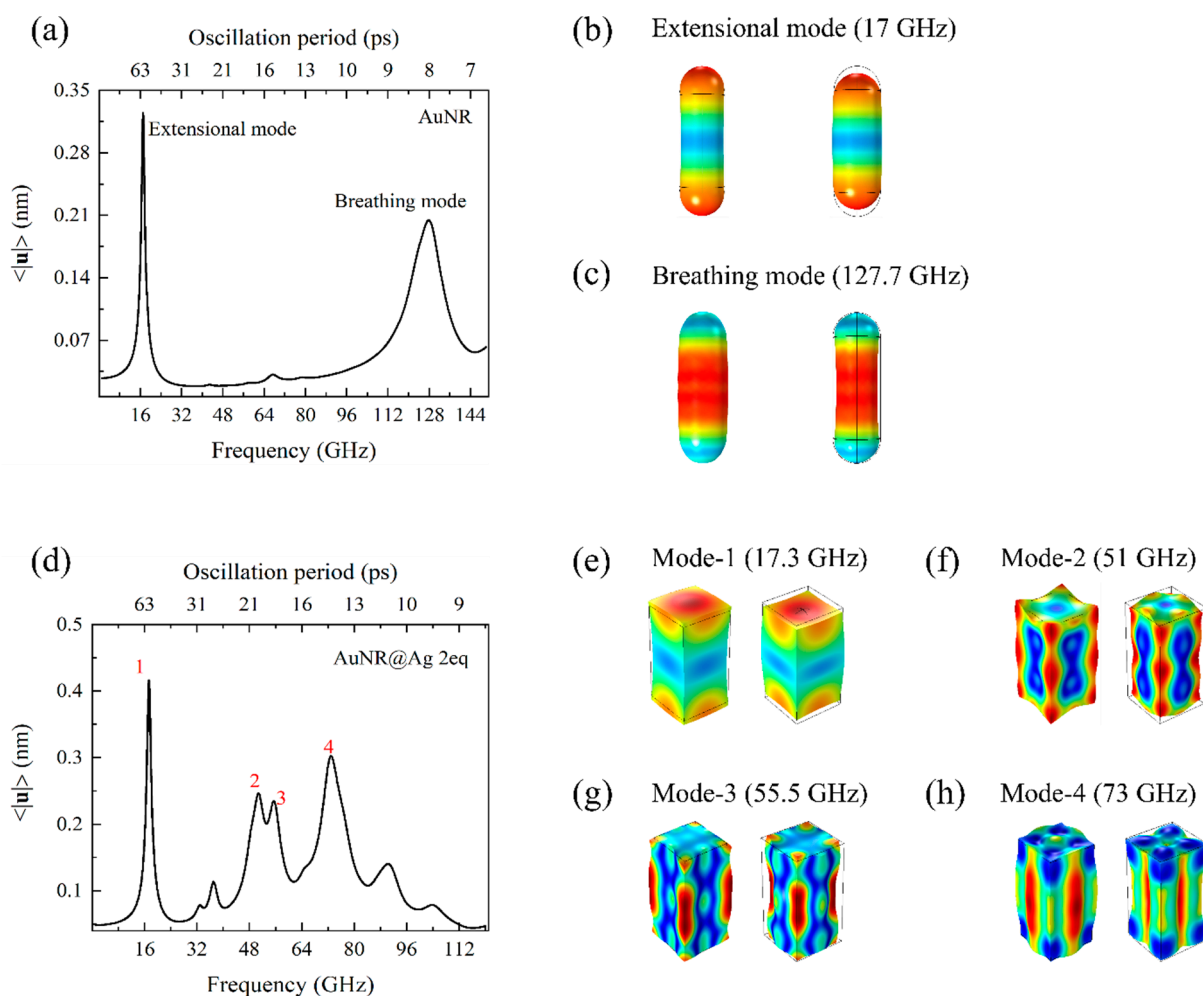 (a)
Oscillation period (ps)
63 31 21 16 13 10 9 8 7
0.35
0.28
0.21
0.14
0.07
<|u|> (nm)
AuNR
Extensional mode
Breathing mode
16 32 48 64 80 96 112 128 144
Frequency (GHz)
(b) Extensional mode (17 GHz)
(c) Breathing mode (127.7 GHz)
(d)
Oscillation period (ps)
63 31 21 16 13 10 9
0.5
0.4
0.3
0.2
0.1
<|u|> (nm)
AuNR@Ag 2eq
1
2
3
4
16 32 48 64 80 96 112
Frequency (GHz)
(e) Mode-1 (17.3 GHz)
(f) Mode-2 (51 GHz)
(g) Mode-3 (55.5 GHz)
(h) Mode-4 (73 GHz)